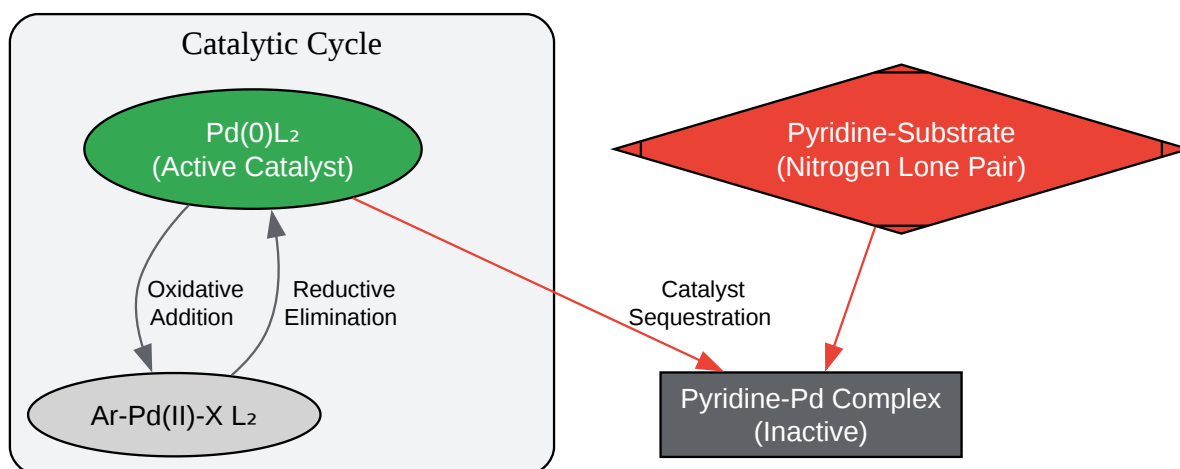 Catalytic Cycle
Pd(0)L₂
(Active Catalyst)
Pyridine-Substrate
(Nitrogen Lone Pair)
Oxidative
Addition
Reductive
Elimination
Catalyst
Sequestration
Ar-Pd(II)-X L₂
Pyridine-Pd Complex
(Inactive)